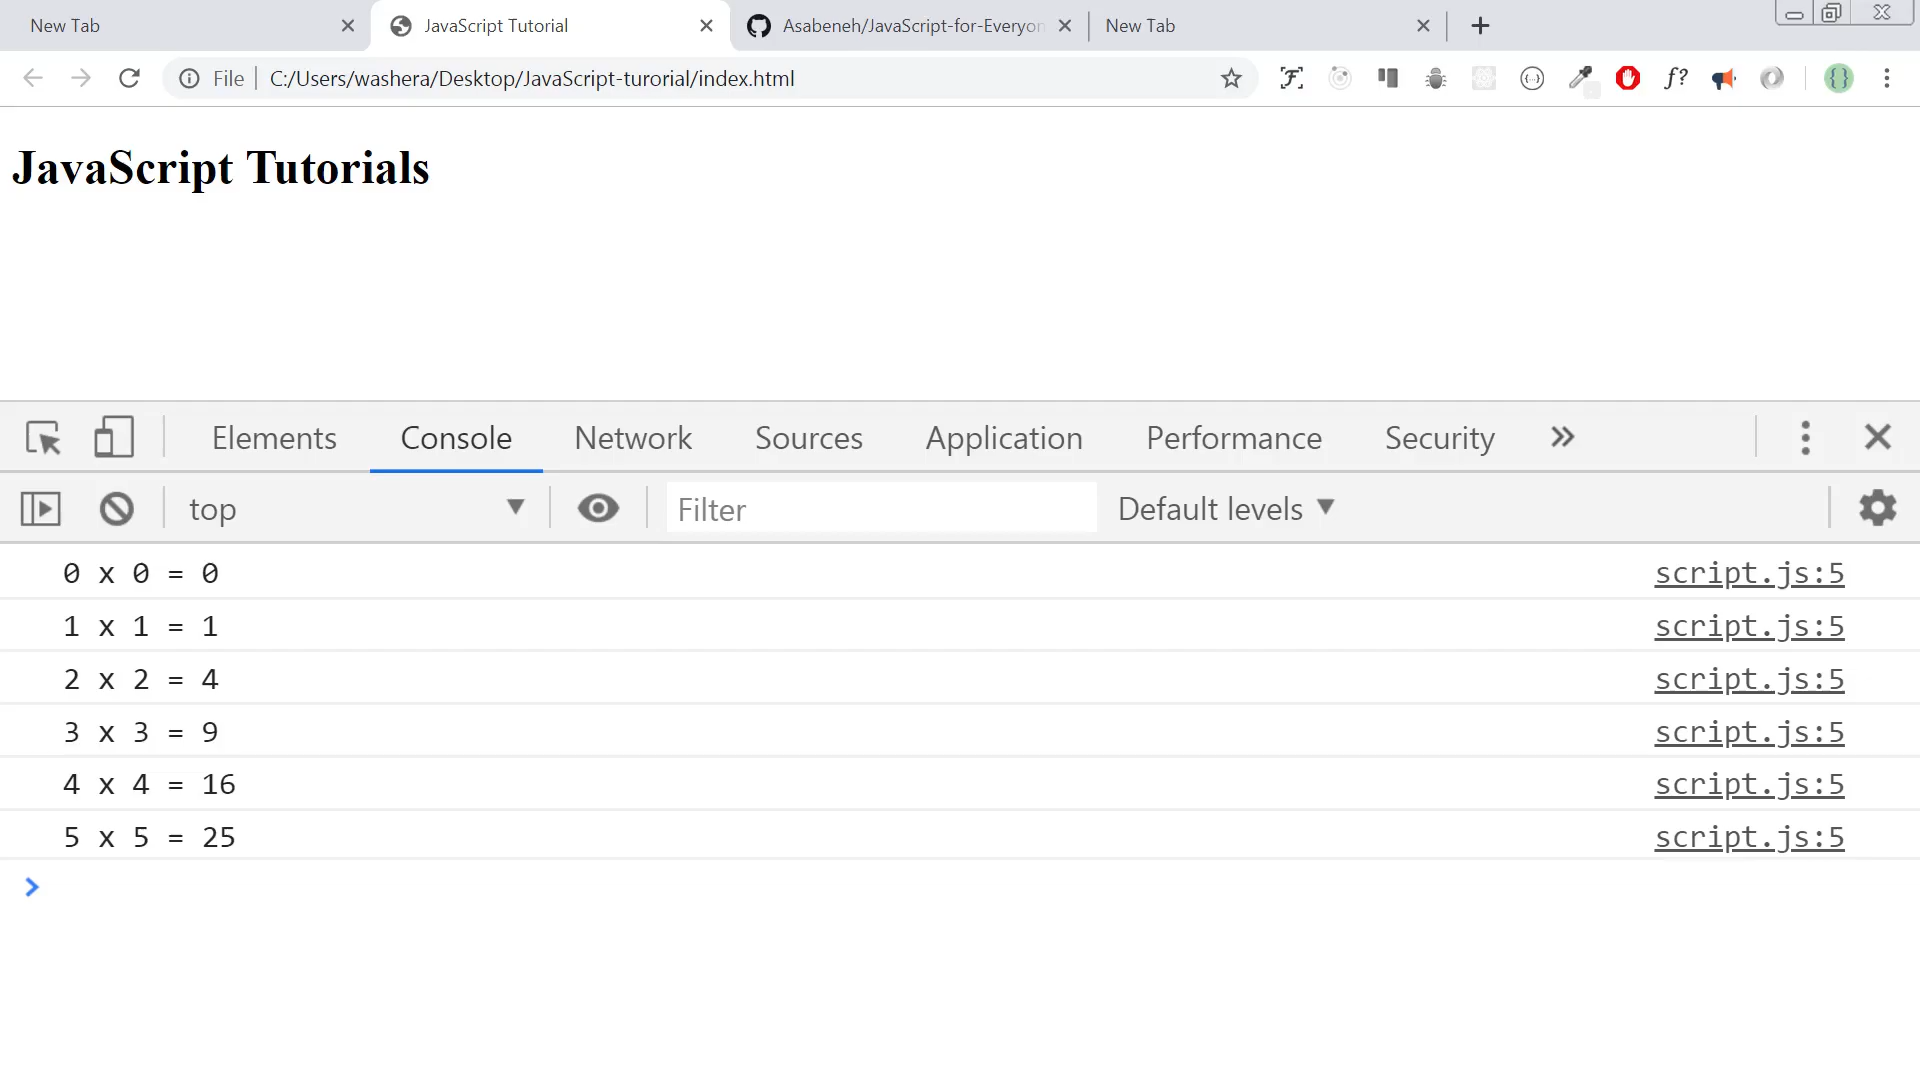 New Tab
JavaScript Tutorial
Asabeneh/JavaScript-for-Everyon
New Tab
File
C:/Users/washera/Desktop/JavaScript-turorial/index.html
f?
JavaScript Tutorials
Elements Console Network Sources Application Performance Security
top Filter Default levels
0 x 0 = 0 script.js:5
1 x 1 = 1 script.js:5
2 x 2 = 4 script.js:5
3 x 3 = 9 script.js:5
4 x 4 = 16 script.js:5
5 x 5 = 25 script.js:5